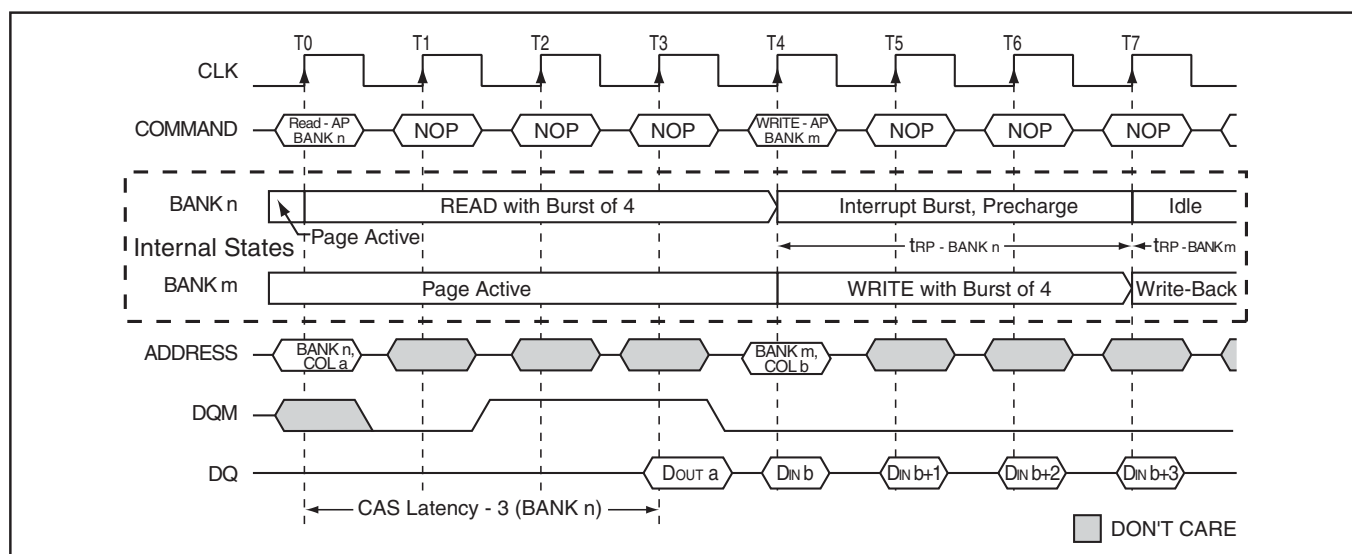 T0 T1 T2 T3 T4 T5 T6 T7
CLK
COMMAND Read - AP BANK n NOP NOP NOP WRITE - AP BANK m NOP NOP NOP
BANK n READ with Burst of 4 Interrupt Burst, Precharge Idle
Page Active
Internal States tRP - BANK n tRP - BANK m
BANK m Page Active WRITE with Burst of 4 Write-Back
ADDRESS BANK n, COL a BANK m, COL b
DQM
DQ DOUT a DIN b DIN b+1 DIN b+2 DIN b+3
CAS Latency - 3 (BANK n)
DON'T CARE